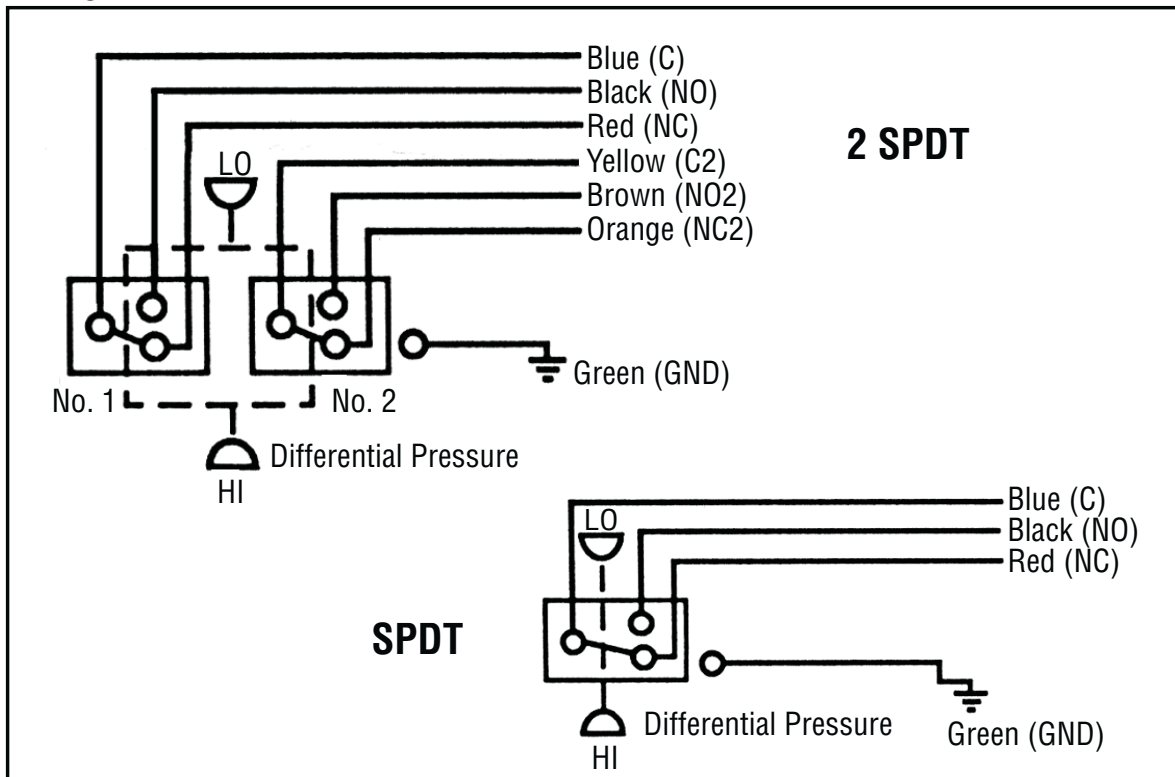 Blue (C)
Black (NO)
Red (NC)
2 SPDT
LO
Yellow (C2)
Brown (NO2)
Orange (NC2)
Green (GND)
No. 1
No. 2
Differential Pressure
HI
Blue (C)
LO
Black (NO)
Red (NC)
SPDT
Differential Pressure
Green (GND)
HI